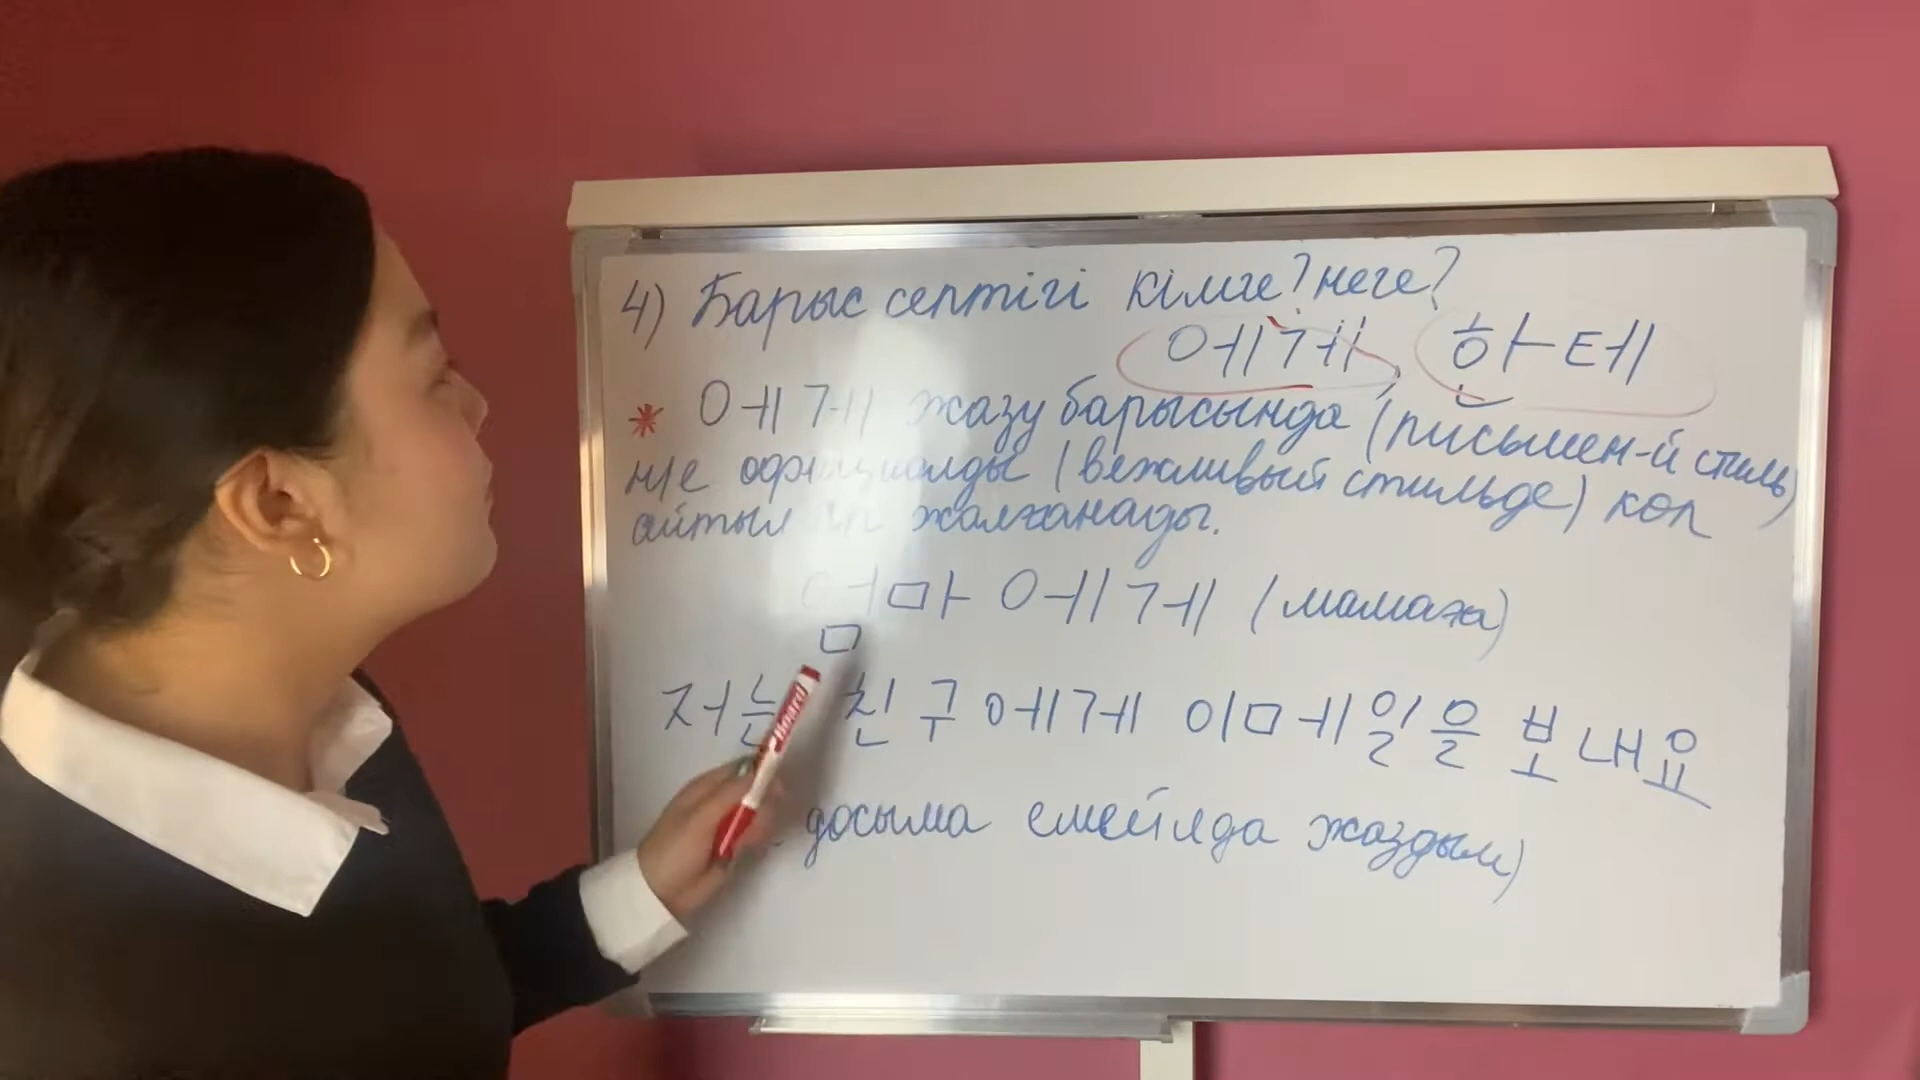 4) Барыс септігі кімге? неге?
에게, 한테
* 에게 жазу барысында (письмен-й стиль)
н/е официалды (вежливый стильде) көп
айтылып жалғанады.
엄마에게 (мамаға)
저는 친구에게 이메일을 보내요
досыма емейлда жаздым)
Board